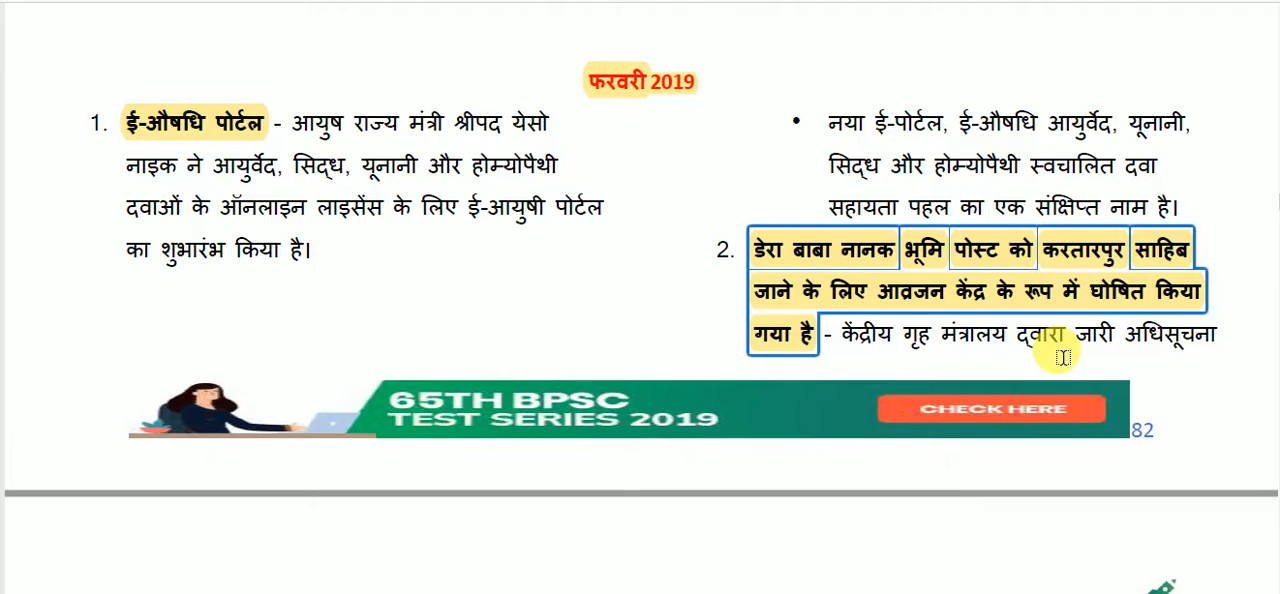 फरवरी 2019
1. ई-औषधि पोर्टल - आयुष राज्य मंत्री श्रीपद येसो
नाइक ने आयुर्वेद, सिद्ध, यूनानी और होम्योपैथी
दवाओं के ऑनलाइन लाइसेंस के लिए ई-आयुषी पोर्टल
का शुभारंभ किया है।
• नया ई-पोर्टल, ई-औषधि आयुर्वेद, यूनानी,
सिद्ध और होम्योपैथी स्वचालित दवा
सहायता पहल का एक संक्षिप्त नाम है।
2. डेरा बाबा नानक भूमि पोस्ट को करतारपुर साहिब
जाने के लिए आव्रजन केंद्र के रूप में घोषित किया
गया है - केंद्रीय गृह मंत्रालय द्वारा जारी अधिसूचना
65TH BPSC
TEST SERIES 2019
CHECK HERE
82